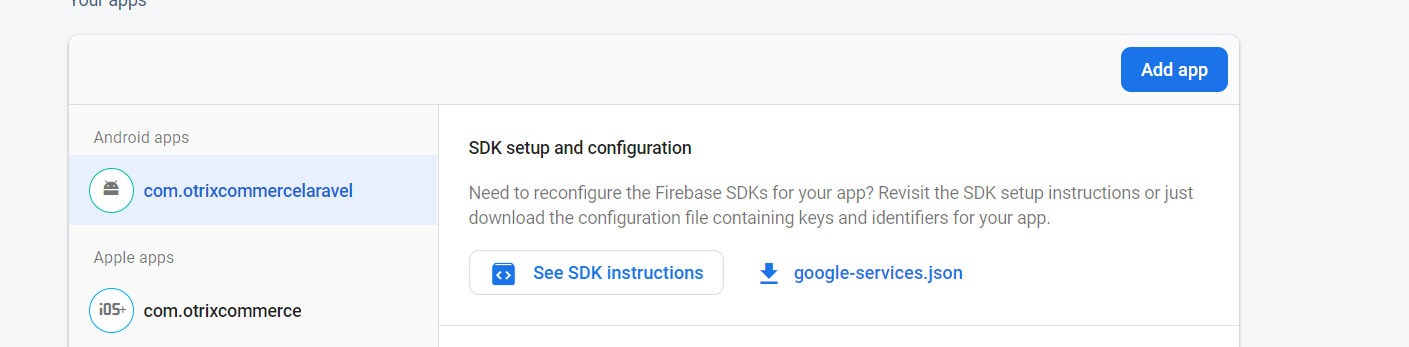 Your apps
Add app
Android apps
com.otrixcommercelaravel
Apple apps
iOS+
com.otrixcommerce
SDK setup and configuration
Need to reconfigure the Firebase SDKs for your app? Revisit the SDK setup instructions or just
download the configuration file containing keys and identifiers for your app.
See SDK instructions
google-services.json